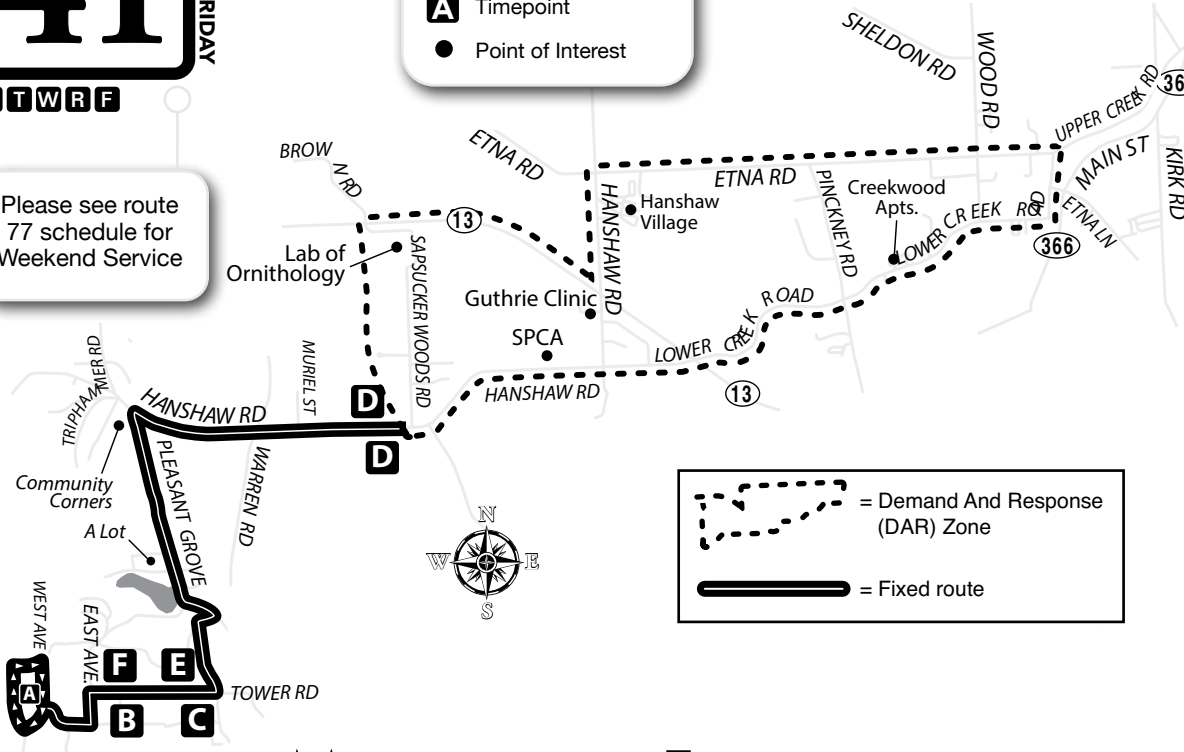 41
FRIDAY
T W R F
A Timepoint
Point of Interest
Please see route
77 schedule for
Weekend Service
SHELDON RD
WOOD RD
UPPER CREEK RD
36
MAIN ST
KIRK RD
BROWN RD
ETNA RD
ETNA RD
13
HANSHAW RD
Hanshaw
Village
PINCKNEY RD
Creekwood
Apts.
LOWER CREEK ROAD
ETNA LN
366
Lab of
Ornithology
SAPSUCKER WOODS RD
Guthrie Clinic
SPCA
LOWER CREEK ROAD
HANSHAW RD
13
TRIPHAMMER RD
MURIEL ST
HANSHAW RD
D
D
Community
Corners
PLEASANT GROVE
WARREN RD
A Lot
N
W E
S
= Demand And Response
(DAR) Zone
= Fixed route
WEST AVE
EAST AVE.
F E
A
TOWER RD
B C